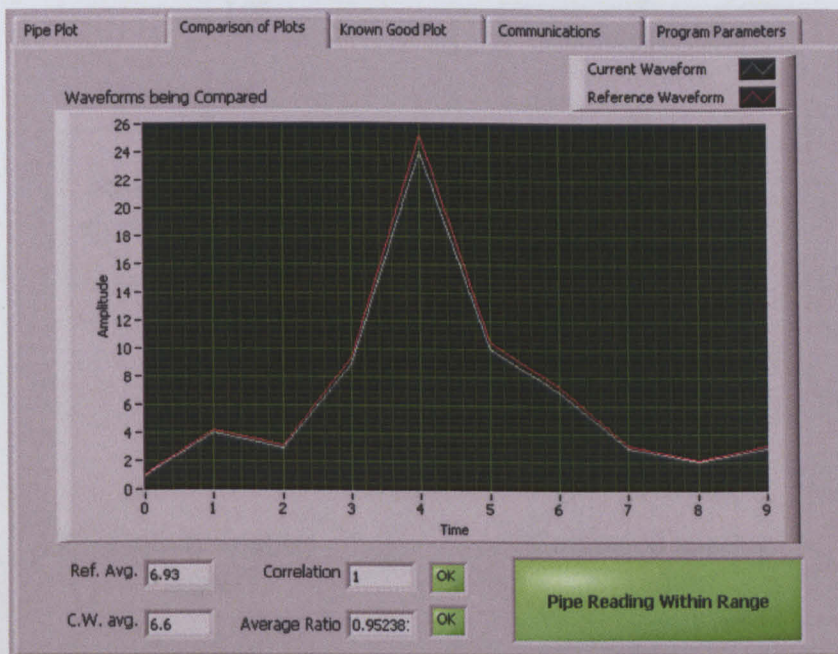 Pipe Plot Comparison of Plots Known Good Plot Communications Program Parameters
Current Waveform
Reference Waveform
Waveforms being Compared
26
24
22
20
18
16
14
12
10
8
6
4
2
0
Amplitude
0 1 2 3 4 5 6 7 8 9
Time
Ref. Avg. 6.93 Correlation 1 OK
C.W. avg. 6.6 Average Ratio 0.95238: OK
Pipe Reading Within Range